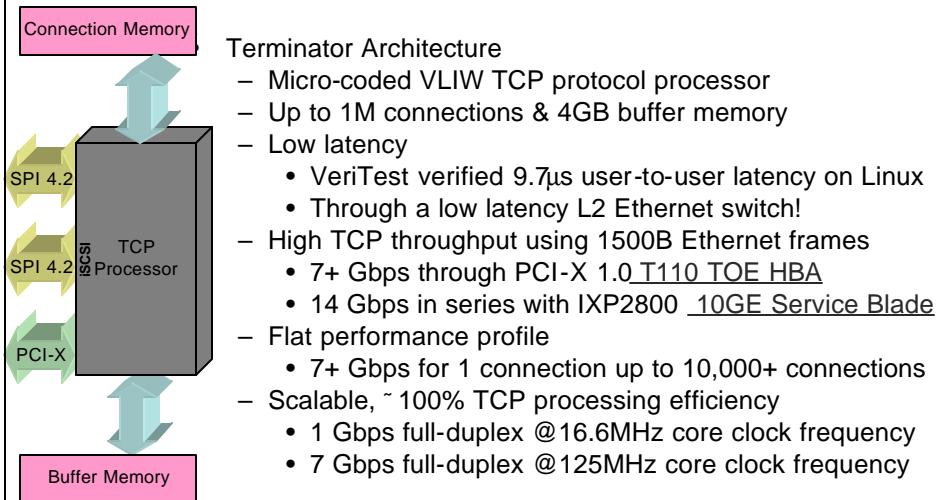 Connection Memory
SPI 4.2
SPI 4.2
PCI-X
iSCSI
TCP
Processor
Buffer Memory
• Terminator Architecture
– Micro-coded VLIW TCP protocol processor
– Up to 1M connections & 4GB buffer memory
– Low latency
• VeriTest verified 9.7µs user-to-user latency on Linux
• Through a low latency L2 Ethernet switch!
– High TCP throughput using 1500B Ethernet frames
• 7+ Gbps through PCI-X 1.0 T110 TOE HBA
• 14 Gbps in series with IXP2800 10GE Service Blade
– Flat performance profile
• 7+ Gbps for 1 connection up to 10,000+ connections
– Scalable, ~100% TCP processing efficiency
• 1 Gbps full-duplex @16.6MHz core clock frequency
• 7 Gbps full-duplex @125MHz core clock frequency